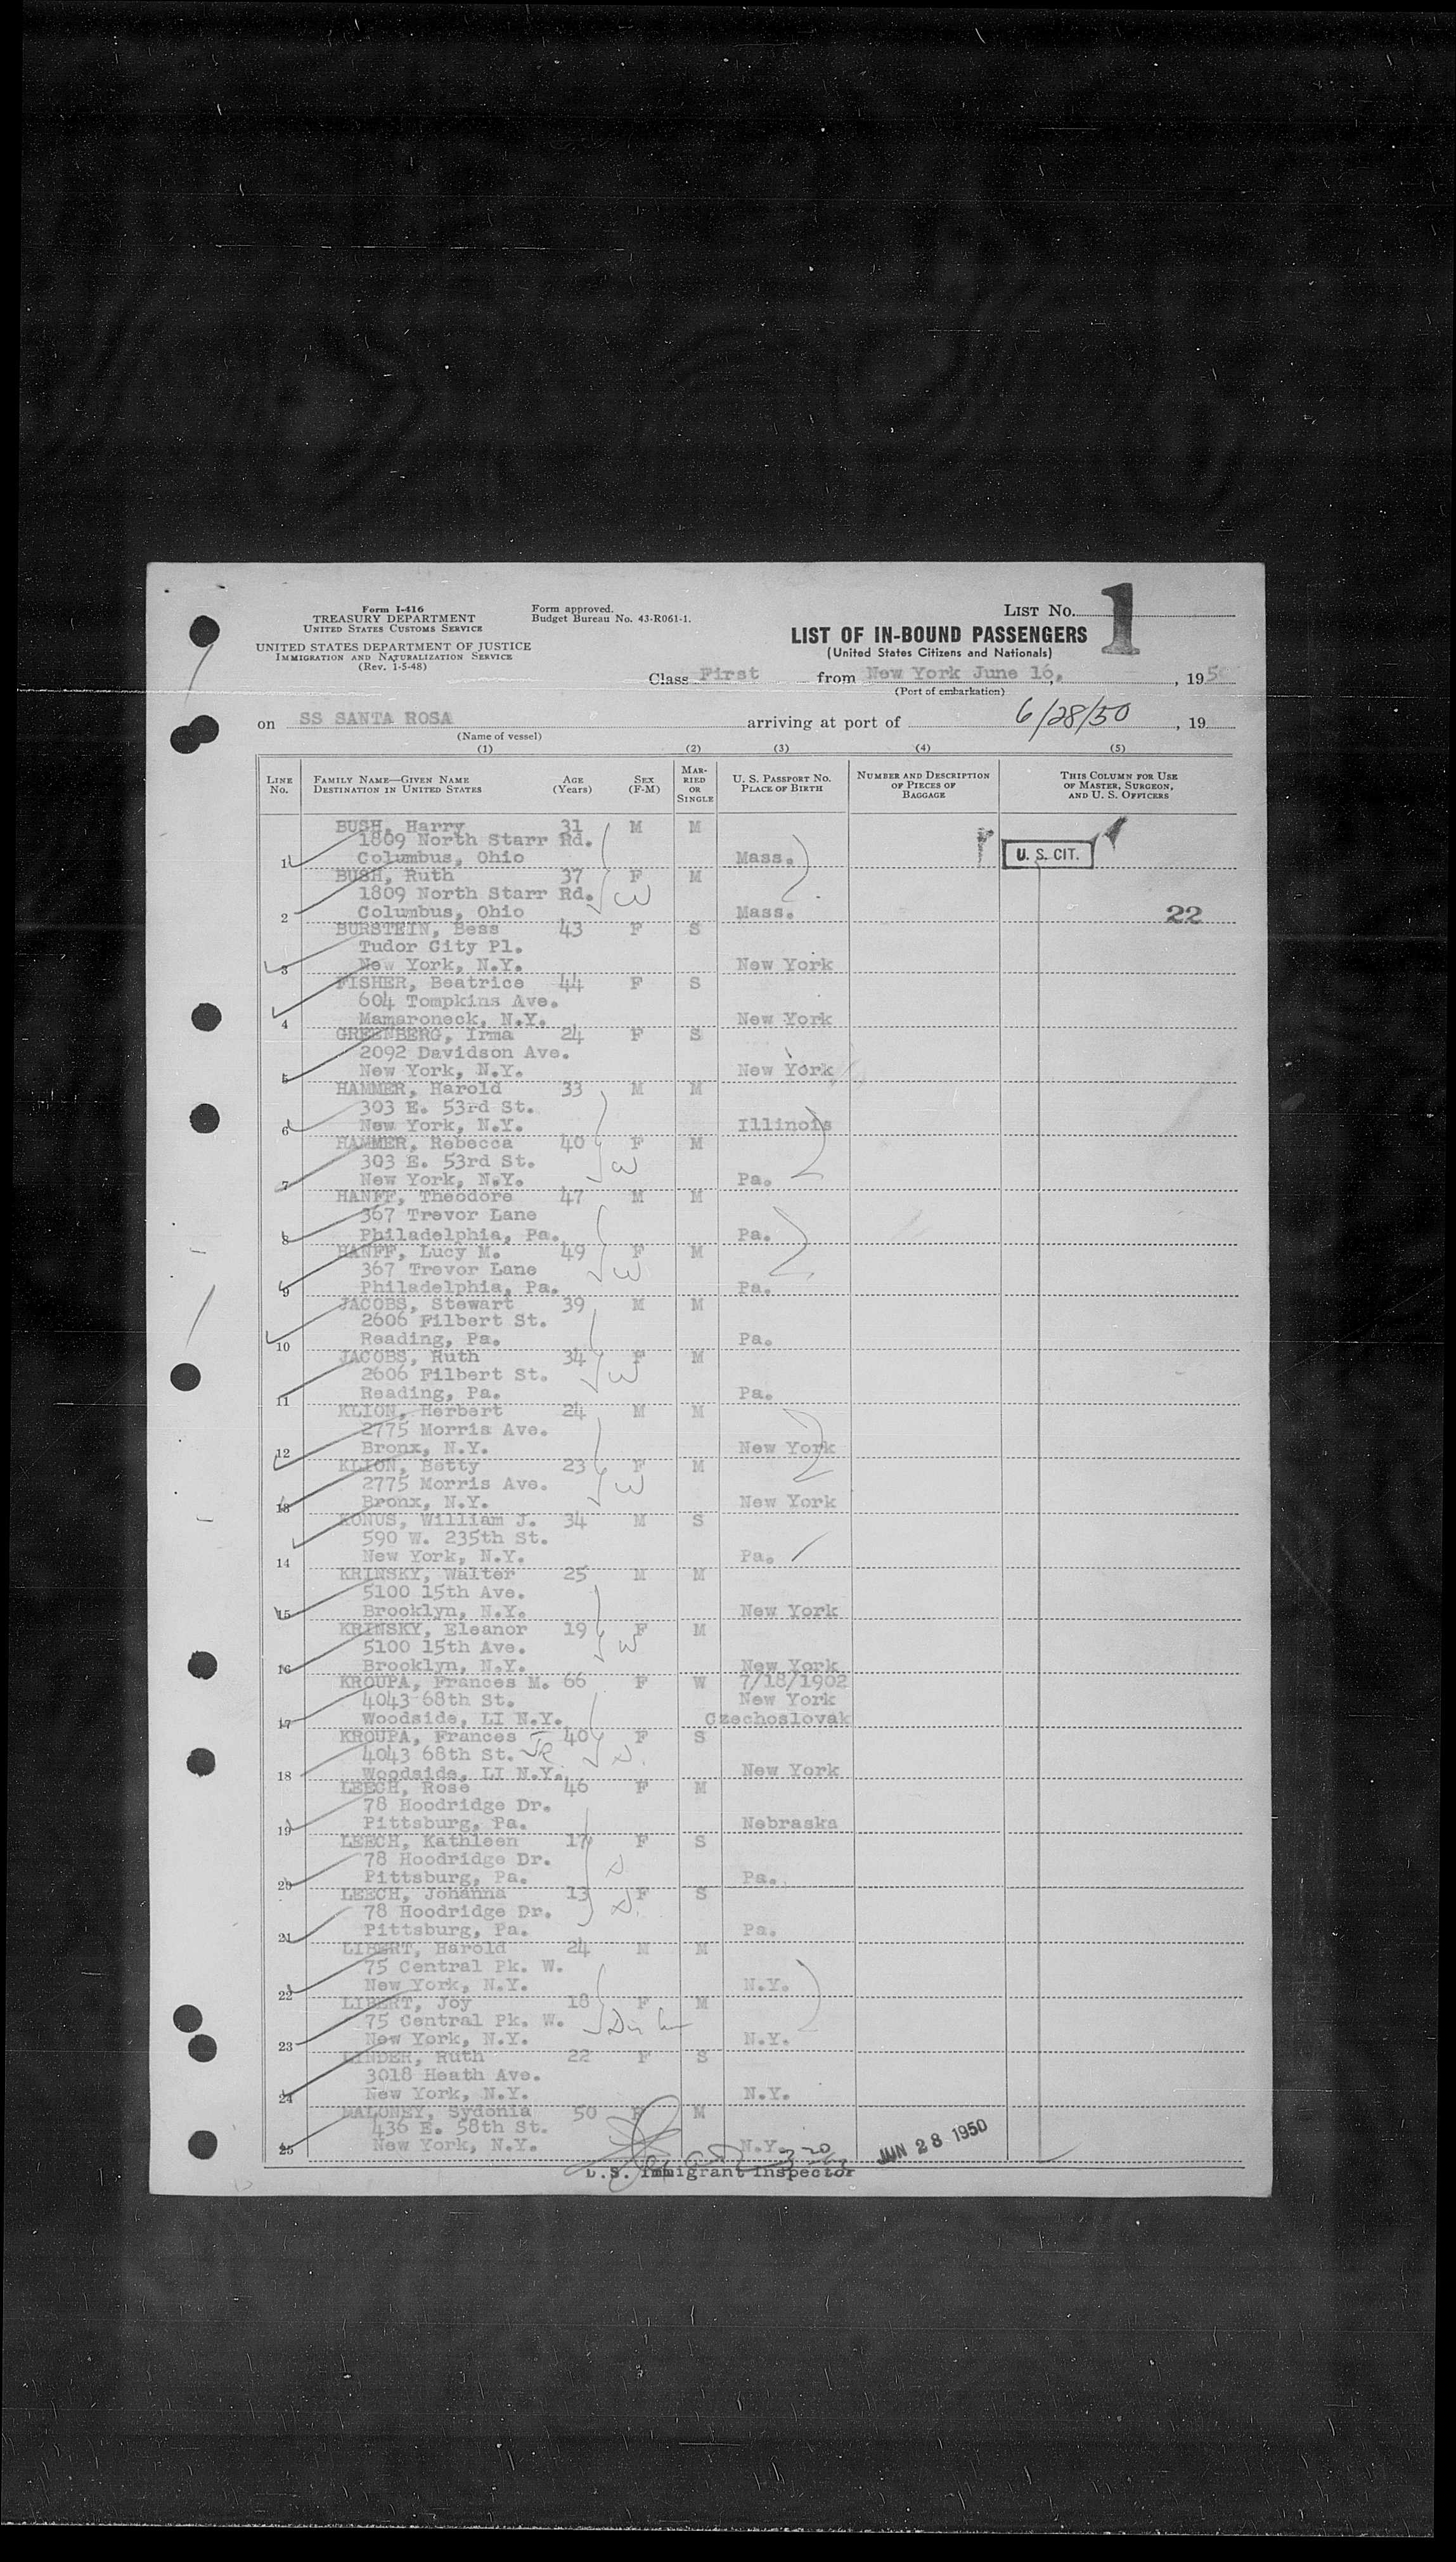 Form I-416
TREASURY DEPARTMENT
UNITED STATES CUSTOMS SERVICE
UNITED STATES DEPARTMENT OF JUSTICE
IMMIGRATION AND NATURALIZATION SERVICE
(Rev. 1-5-48)
Form approved.
Budget Bureau No. 43-R061-1.
LIST NO. 1
LIST OF IN-BOUND PASSENGERS
(United States Citizens and Nationals)
Class First from New York June 16, , 195
(Port of embarkation)
on SS SANTA ROSA arriving at port of 6/28/50 , 19
(Name of vessel)
(1) (2) (3) (4) (5)
LINE NO. FAMILY NAME—GIVEN NAME DESTINATION IN UNITED STATES AGE (Years) SEX (F-M) MARRIED OR SINGLE U. S. PASSPORT NO. PLACE OF BIRTH NUMBER AND DESCRIPTION OF PIECES OF BAGGAGE THIS COLUMN FOR USE OF MASTER, SURGEON, AND U. S. OFFICERS
BUSH, Harry 31 M M
1809 North Starr Rd.
1 Columbus, Ohio Mass. U. S. CIT.
BUSH, Ruth 37 F M
1809 North Starr Rd. W
2 Columbus, Ohio Mass. 22
BURSTEIN, Bess 43 F S
Tudor City Pl.
3 New York, N.Y. New York
FISHER, Beatrice 44 F S
604 Tompkins Ave.
4 Mamaroneck, N.Y. New York
GREENBERG, Irma 24 F S
2092 Davidson Ave.
5 New York, N.Y. New York
HAMMER, Harold 33 M M
303 E. 53rd St.
6 New York, N.Y. Illinois
HAMMER, Rebecca 40 F M
303 E. 53rd St. W
7 New York, N.Y. Pa.
HANFF, Theodore 47 M M
367 Trevor Lane
8 Philadelphia, Pa. Pa.
HANFF, Lucy M. 49 F M
367 Trevor Lane W
9 Philadelphia, Pa. Pa.
JACOBS, Stewart 39 M M
2606 Filbert St.
10 Reading, Pa. Pa.
JACOBS, Ruth 34 F M
2606 Filbert St. W
11 Reading, Pa. Pa.
KLION, Herbert 24 M M
2775 Morris Ave.
12 Bronx, N.Y. New York
KLION, Betty 23 F M
2775 Morris Ave. W
13 Bronx, N.Y. New York
KONUS, William J. 34 M S
590 W. 235th St.
14 New York, N.Y. Pa.
KRINSKY, Walter 25 M M
5100 15th Ave.
15 Brooklyn, N.Y. New York
KRINSKY, Eleanor 19 F M
5100 15th Ave. W
16 Brooklyn, N.Y. New York
KROUPA, Frances M. 66 F W 7/18/1902
4043 68th St. New York
17 Woodside, LI N.Y. Czechoslovak
KROUPA, Frances JR 40 F S
4043 68th St. D.
18 Woodside, LI N.Y. New York
LEECH, Rose 46 F M
78 Hoodridge Dr.
19 Pittsburg, Pa. Nebraska
LEECH, Kathleen 17 F S
78 Hoodridge Dr. D
20 Pittsburg, Pa. Pa.
LEECH, Johanna 13 F S
78 Hoodridge Dr. D.
21 Pittsburg, Pa. Pa.
LIBERT, Harold 24 M M
75 Central Pk. W.
22 New York, N.Y. N.Y.
LIBERT, Joy 18 F M
75 Central Pk. W.
23 New York, N.Y. N.Y.
LINDER, Ruth 22 F S
3018 Heath Ave.
24 New York, N.Y. N.Y.
MALONEY, Sydonia 50 F M
436 E. 58th St.
25 New York, N.Y. N.Y. JUN 28 1950
U.S. Immigrant Inspector